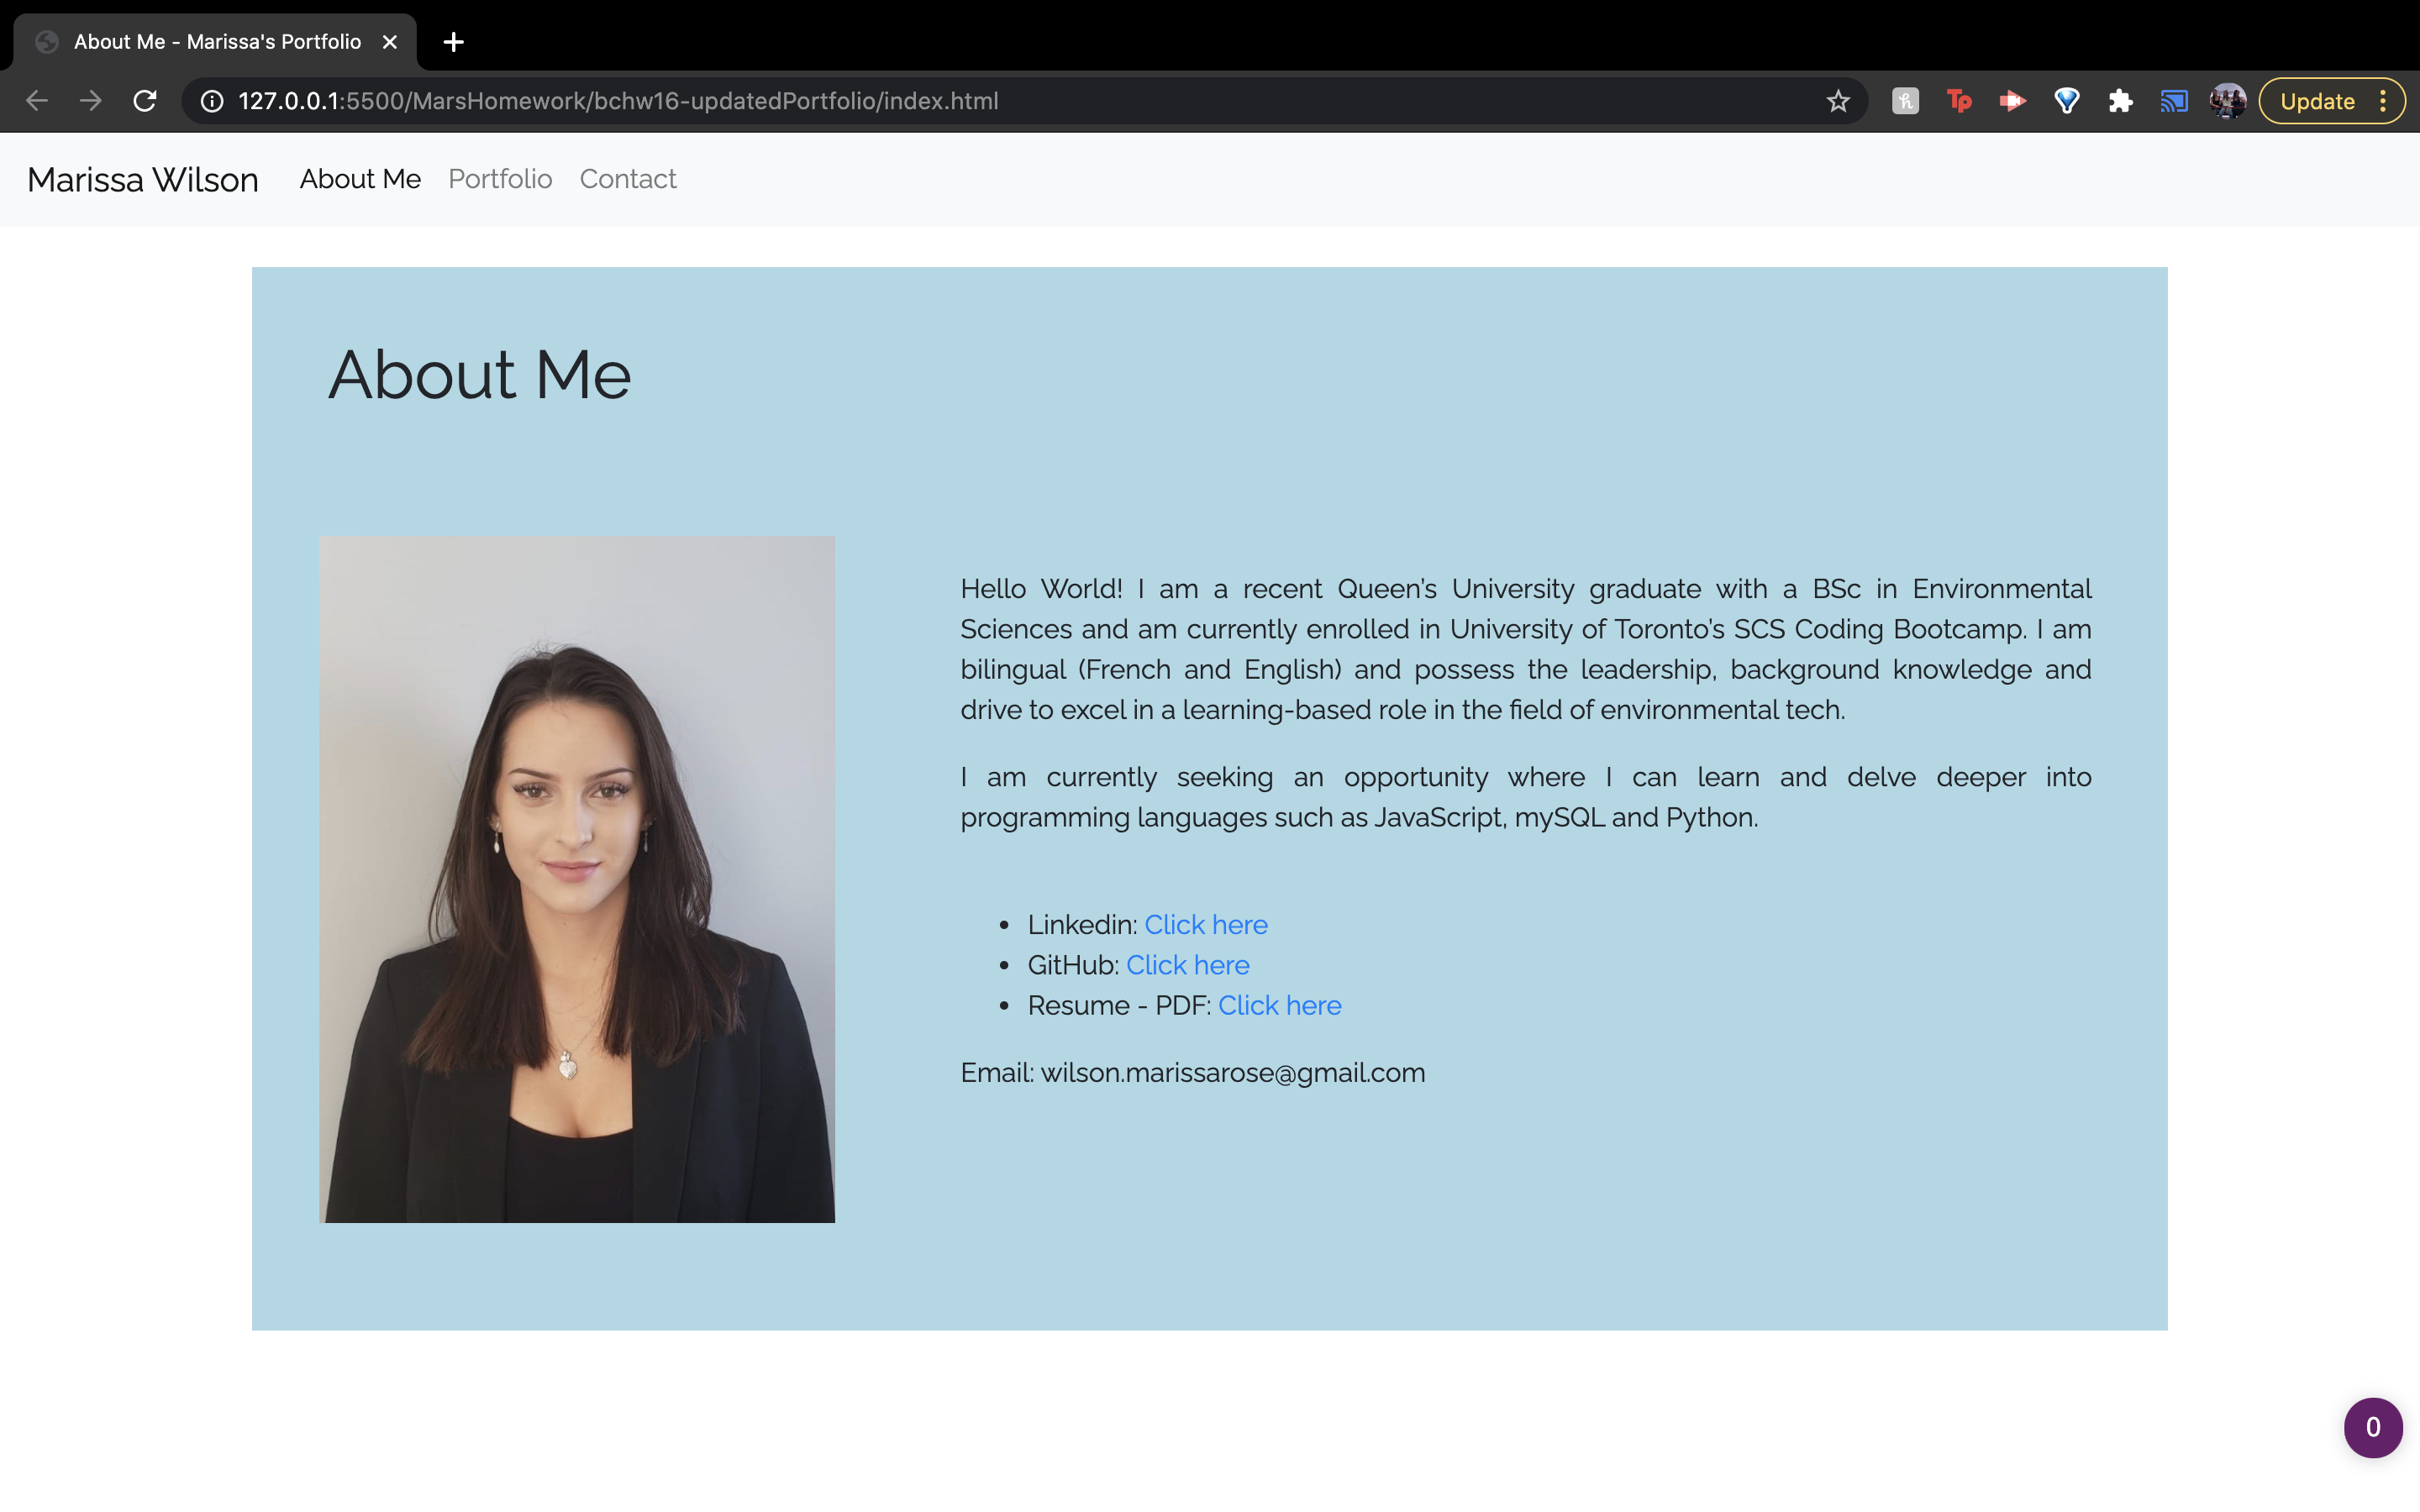 About Me - Marissa's Portfolio
127.0.0.1:5500/MarsHomework/bchw16-updatedPortfolio/index.html
Tp
Update
Marissa Wilson About Me Portfolio Contact
About Me
Hello World! I am a recent Queen’s University graduate with a BSc in Environmental
Sciences and am currently enrolled in University of Toronto’s SCS Coding Bootcamp. I am
bilingual (French and English) and possess the leadership, background knowledge and
drive to excel in a learning-based role in the field of environmental tech.
I am currently seeking an opportunity where I can learn and delve deeper into
programming languages such as JavaScript, mySQL and Python.
• Linkedin: Click here
• GitHub: Click here
• Resume - PDF: Click here
Email: wilson.marissarose@gmail.com
0